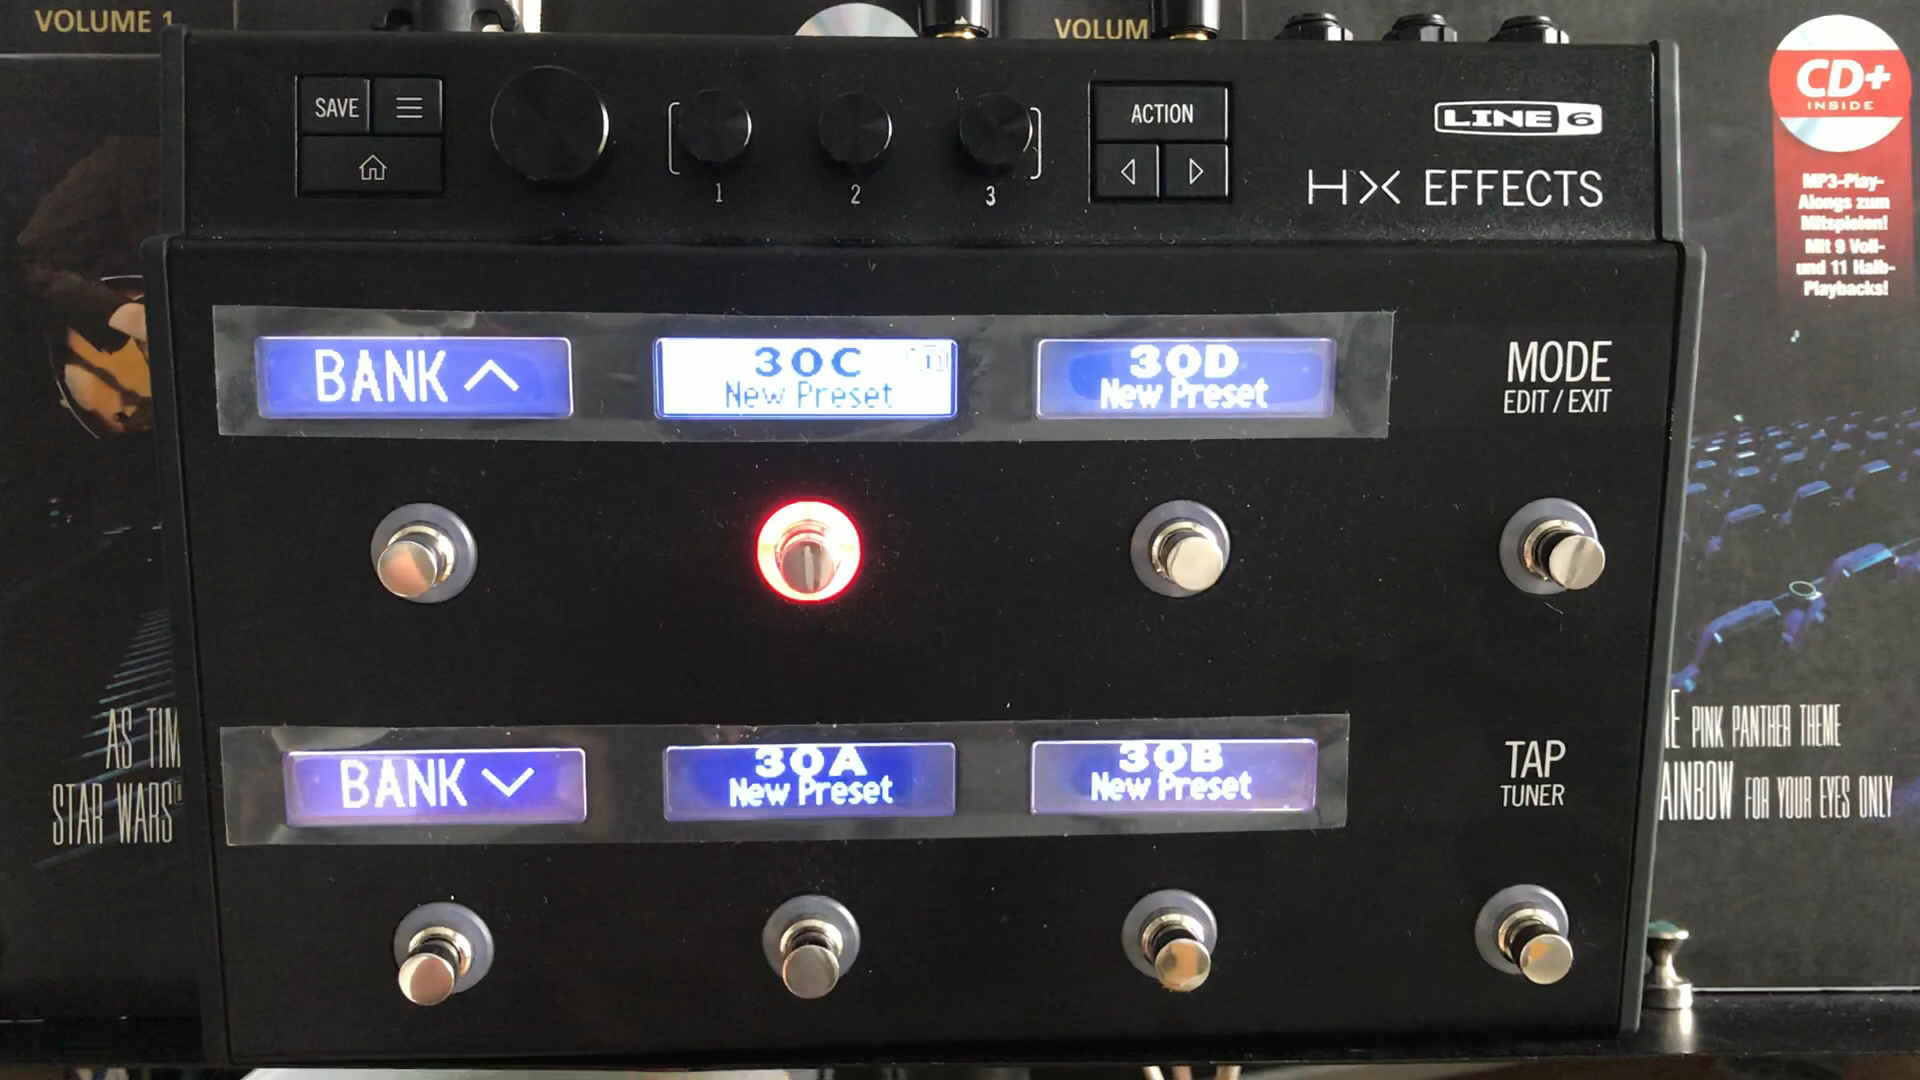 VOLUME 1
VOLUM
CD+
INSIDE
MP3-Play-
Alongs zum
Mitspielen!
Mit 9 Voll-
und 11 Halb-
Playbacks!
SAVE
1
2
3
ACTION
LINE 6
HX EFFECTS
BANK
30C
New Preset
30D
New Preset
MODE
EDIT / EXIT
BANK
30A
New Preset
30B
New Preset
TAP
TUNER
AS TIM
STAR WARS
PINK PANTHER THEME
AINBOW FOR YOUR EYES ONLY